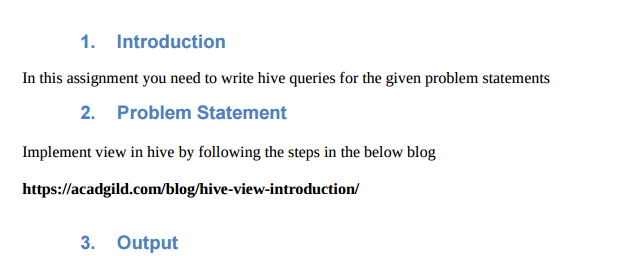 1. Introduction
In this assignment you need to write hive queries for the given problem statements
2. Problem Statement
Implement view in hive by following the steps in the below blog
https://acadgild.com/blog/hive-view-introduction/
3. Output